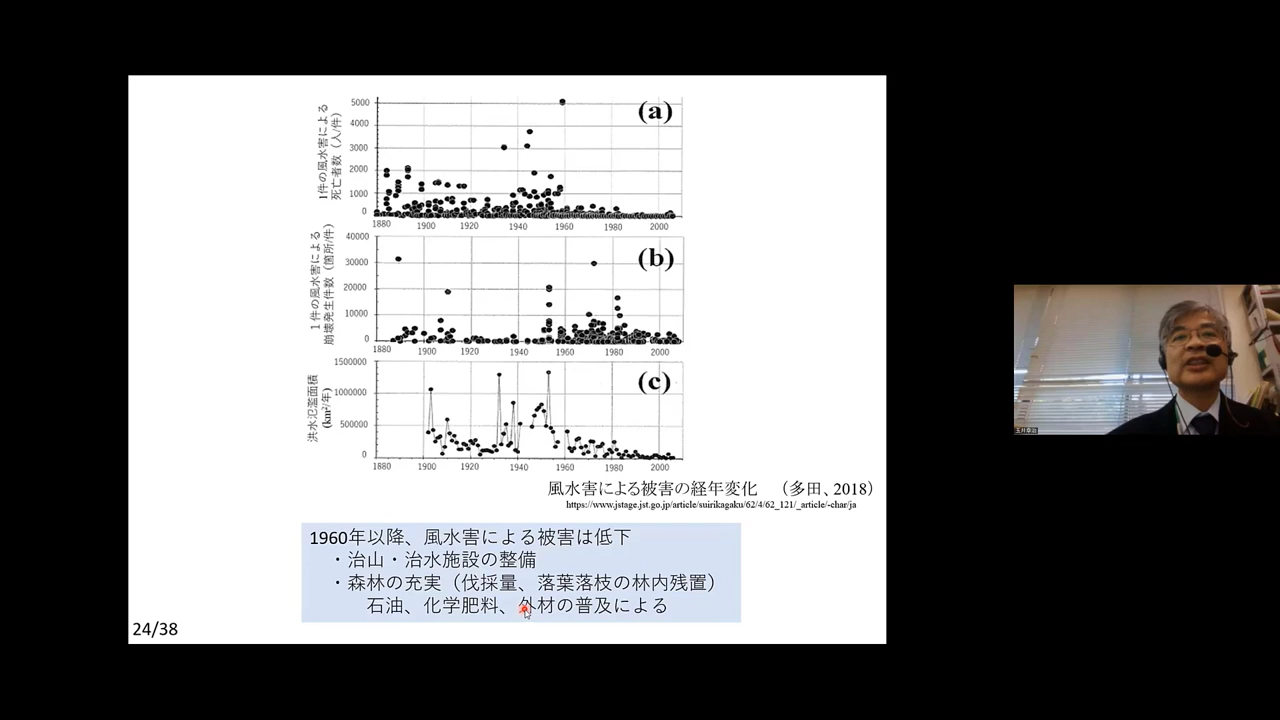 (a)
1件の風水害による
死亡者数（人/件）
5000
4000
3000
2000
1000
0
1880 1900 1920 1940 1960 1980 2000
(b)
1件の風水害による
崩壊発生件数（箇所/件）
40000
30000
20000
10000
0
1880 1900 1920 1940 1960 1980 2000
(c)
洪水氾濫面積
(km²/年)
1500000
1000000
500000
0
1880 1900 1920 1940 1960 1980 2000
風水害による被害の経年変化　（多田、2018）
https://www.jstage.jst.go.jp/article/suirikagaku/62/4/62_121/_article/-char/ja
1960年以降、風水害による被害は低下
・治山・治水施設の整備
・森林の充実（伐採量、落葉落枝の林内残置）
石油、化学肥料、外材の普及による
24/38